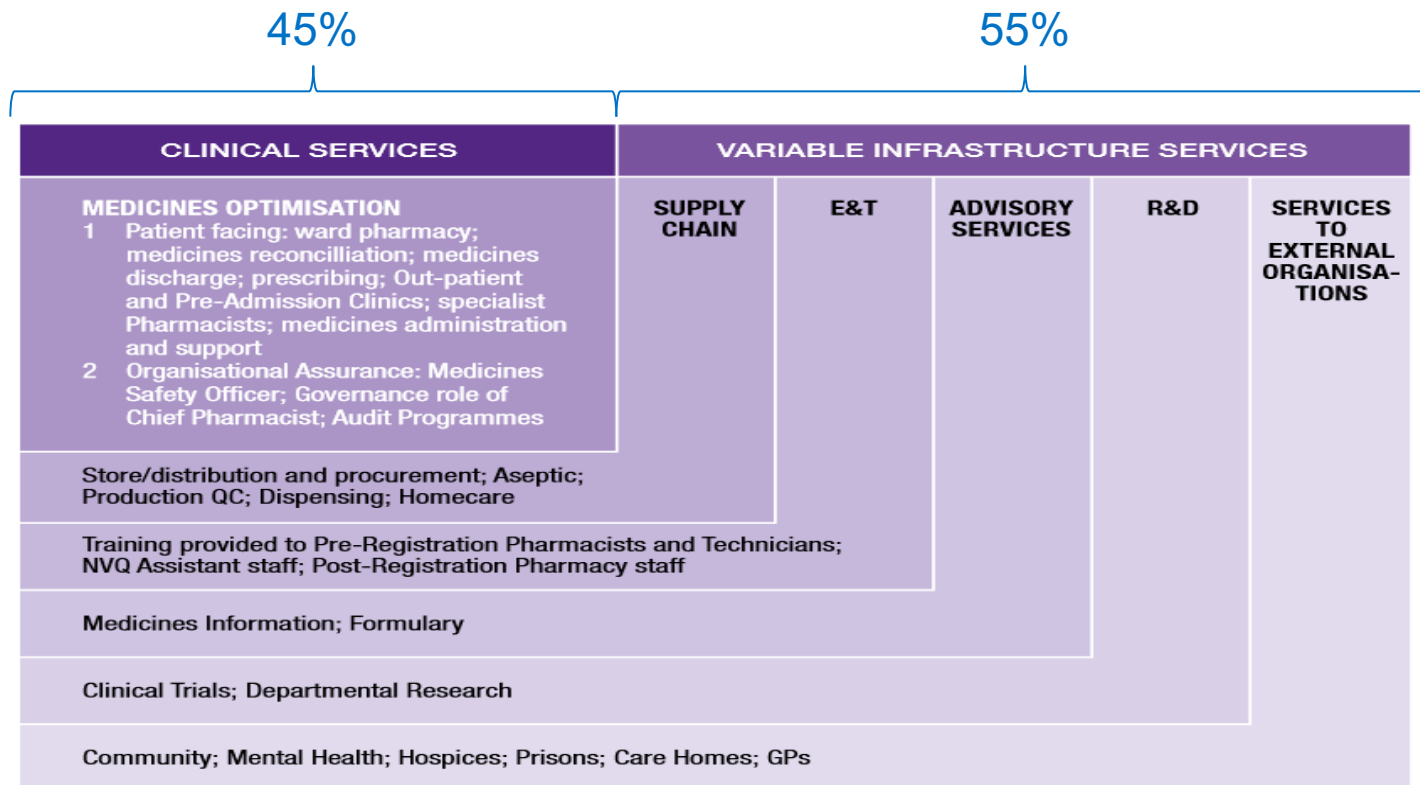 45%
55%
CLINICAL SERVICES
VARIABLE INFRASTRUCTURE SERVICES
MEDICINES OPTIMISATION
1 Patient facing: ward pharmacy;
medicines reconcilliation; medicines
discharge; prescribing; Out-patient
and Pre-Admission Clinics; specialist
Pharmacists; medicines administration
and support
2 Organisational Assurance: Medicines
Safety Officer; Governance role of
Chief Pharmacist; Audit Programmes
SUPPLY
CHAIN
E&T
ADVISORY
SERVICES
R&D
SERVICES
TO
EXTERNAL
ORGANISA-
TIONS
Store/distribution and procurement; Aseptic;
Production QC; Dispensing; Homecare
Training provided to Pre-Registration Pharmacists and Technicians;
NVQ Assistant staff; Post-Registration Pharmacy staff
Medicines Information; Formulary
Clinical Trials; Departmental Research
Community; Mental Health; Hospices; Prisons; Care Homes; GPs